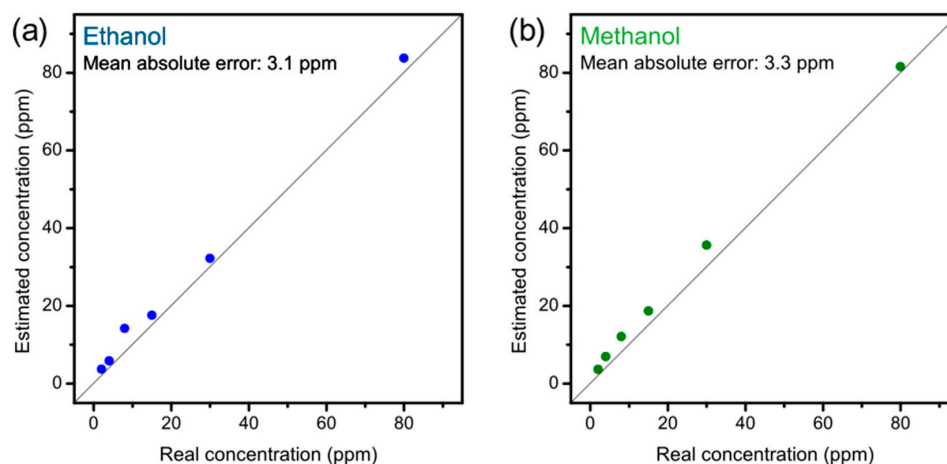 (a)
Ethanol
Mean absolute error: 3.1 ppm
Estimated concentration (ppm)
80
60
40
20
0
0 20 40 60 80
Real concentration (ppm)
(b)
Methanol
Mean absolute error: 3.3 ppm
Estimated concentration (ppm)
80
60
40
20
0
0 20 40 60 80
Real concentration (ppm)